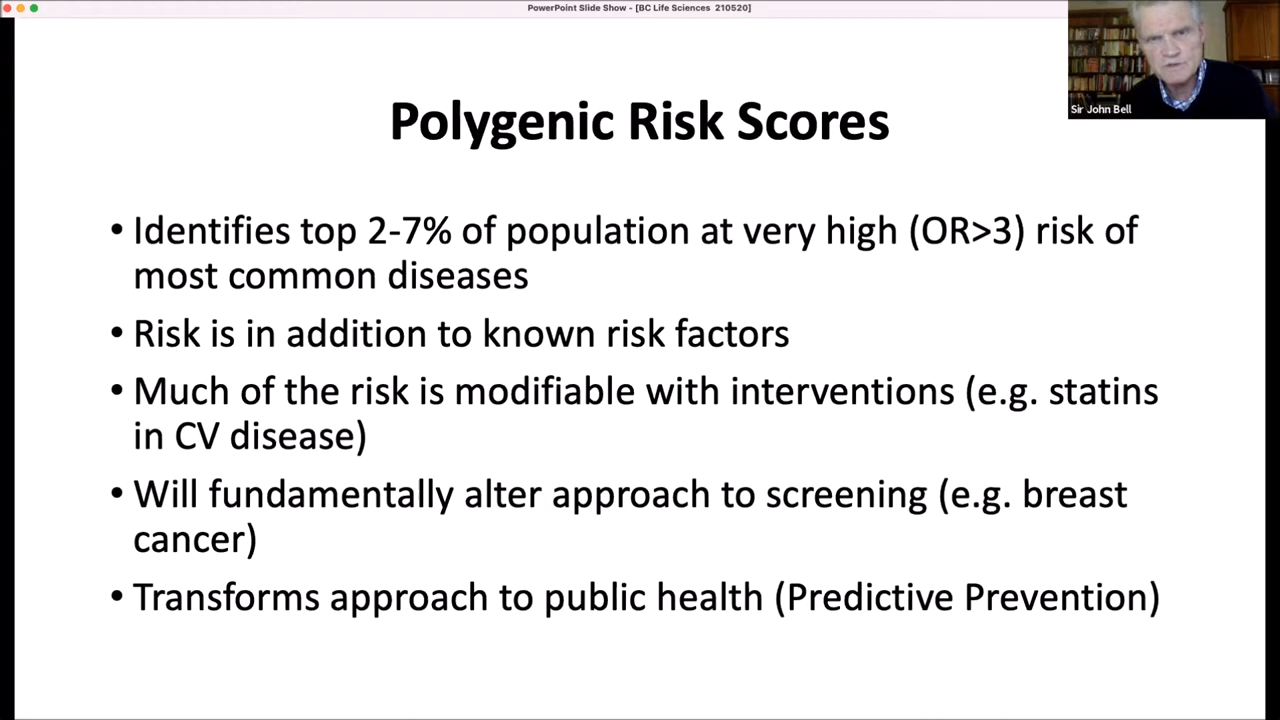 PowerPoint Slide Show - [BC Life Sciences 210520]
Sir John Bell
Polygenic Risk Scores
• Identifies top 2-7% of population at very high (OR>3) risk of
most common diseases
• Risk is in addition to known risk factors
• Much of the risk is modifiable with interventions (e.g. statins
in CV disease)
• Will fundamentally alter approach to screening (e.g. breast
cancer)
• Transforms approach to public health (Predictive Prevention)